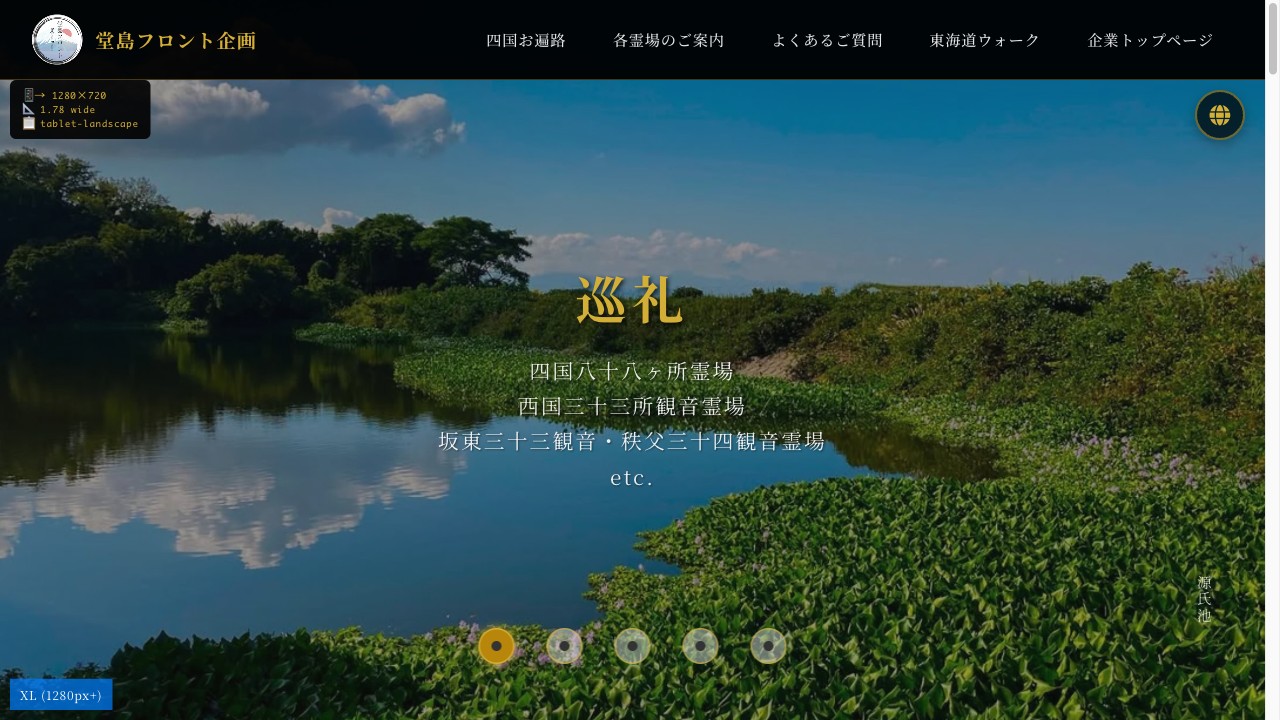 堂島フロント企画
四国お遍路
各霊場のご案内
よくあるご質問
東海道ウォーク
企業トップページ
→ 1280×720
1.78 wide
tablet-landscape
巡礼
四国八十八ヶ所霊場
西国三十三所観音霊場
坂東三十三観音・秩父三十四観音霊場
etc.
源氏池
XL (1280px+)